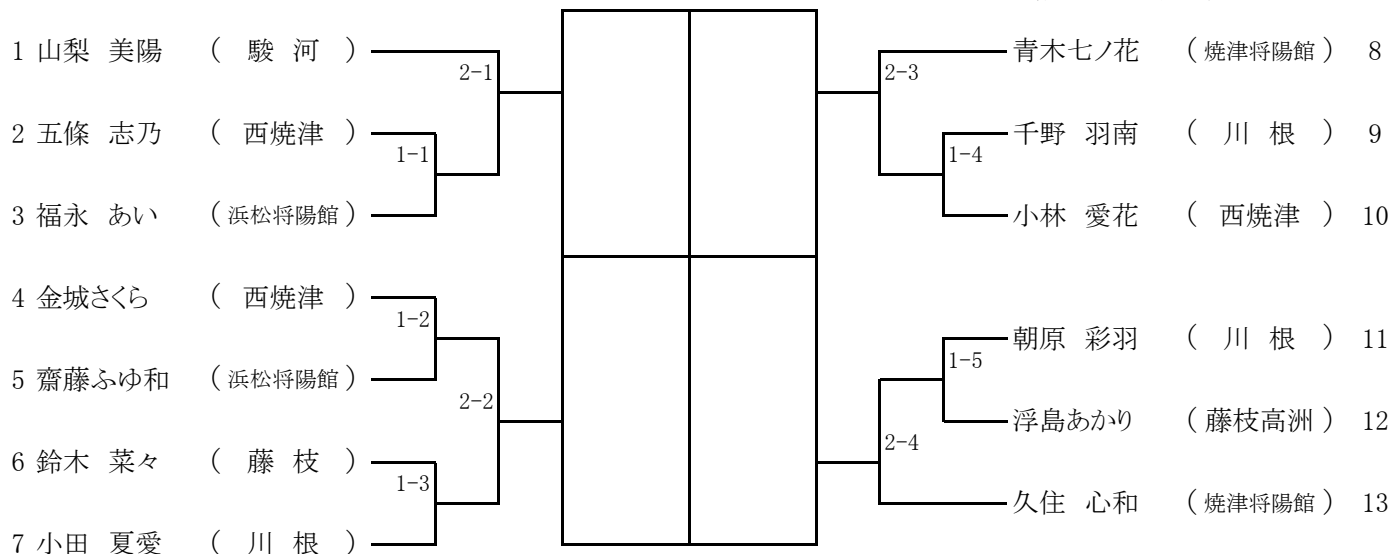 1 山梨 美陽 ( 駿 河 )
2-1
2 五條 志乃 ( 西焼津 )
1-1
3 福永 あい ( 浜松将陽館 )
4 金城さくら ( 西焼津 )
1-2
5 齋藤ふゆ和 ( 浜松将陽館 )
2-2
6 鈴木 菜々 ( 藤 枝 )
1-3
7 小田 夏愛 ( 川 根 )
青木七ノ花 ( 焼津将陽館 ) 8
2-3
千野 羽南 ( 川 根 ) 9
1-4
小林 愛花 ( 西焼津 ) 10
朝原 彩羽 ( 川 根 ) 11
1-5
浮島あかり ( 藤枝高洲 ) 12
2-4
久住 心和 ( 焼津将陽館 ) 13